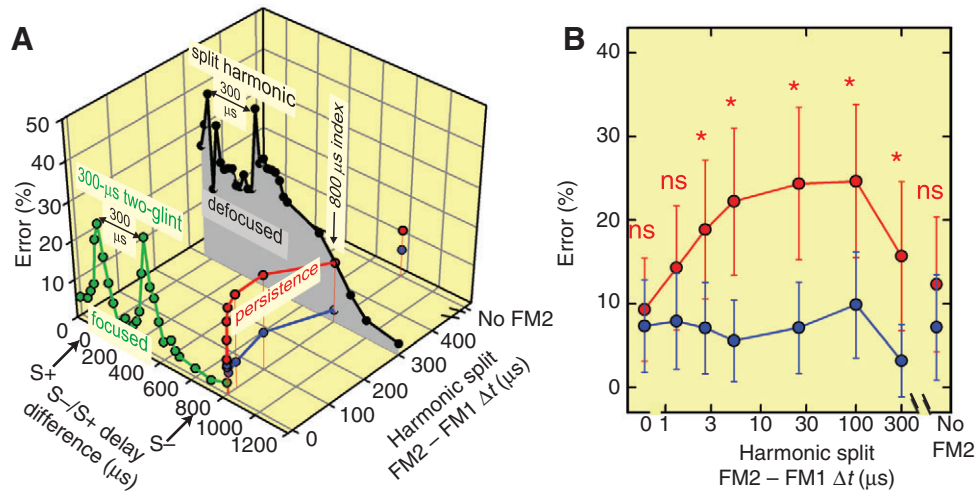 A
50
40
30
20
10
0
Error (%)
split harmonic
300
µs
300-µs two-glint
300
µs
focused
defocused
800 µs index
persistence
S+
S–
0
200
400
600
800
1000
1200
S–/S+ delay
difference (µs)
0
100
200
300
400
No FM2
Harmonic split
FM2 – FM1 Δt (µs)
B
40
30
20
10
0
Error (%)
ns
*
*
*
*
*
ns
0
1
3
10
30
100
300
No
FM2
Harmonic split
FM2 – FM1 Δt (µs)